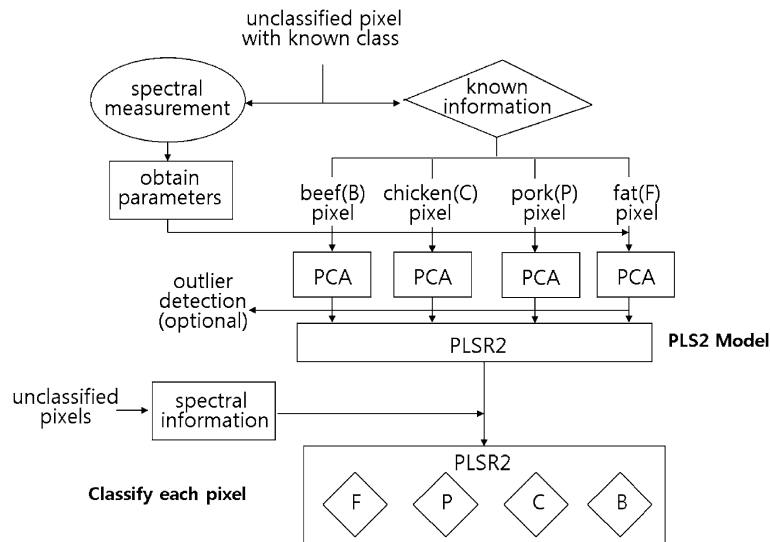 unclassified pixel
with known class
spectral
measurement
known
information
obtain
parameters
beef(B)
pixel
chicken(C)
pixel
pork(P)
pixel
fat(F)
pixel
PCA
PCA
PCA
PCA
outlier
detection
(optional)
PLSR2
PLS2 Model
unclassified
pixels
spectral
information
PLSR2
Classify each pixel
F
P
C
B